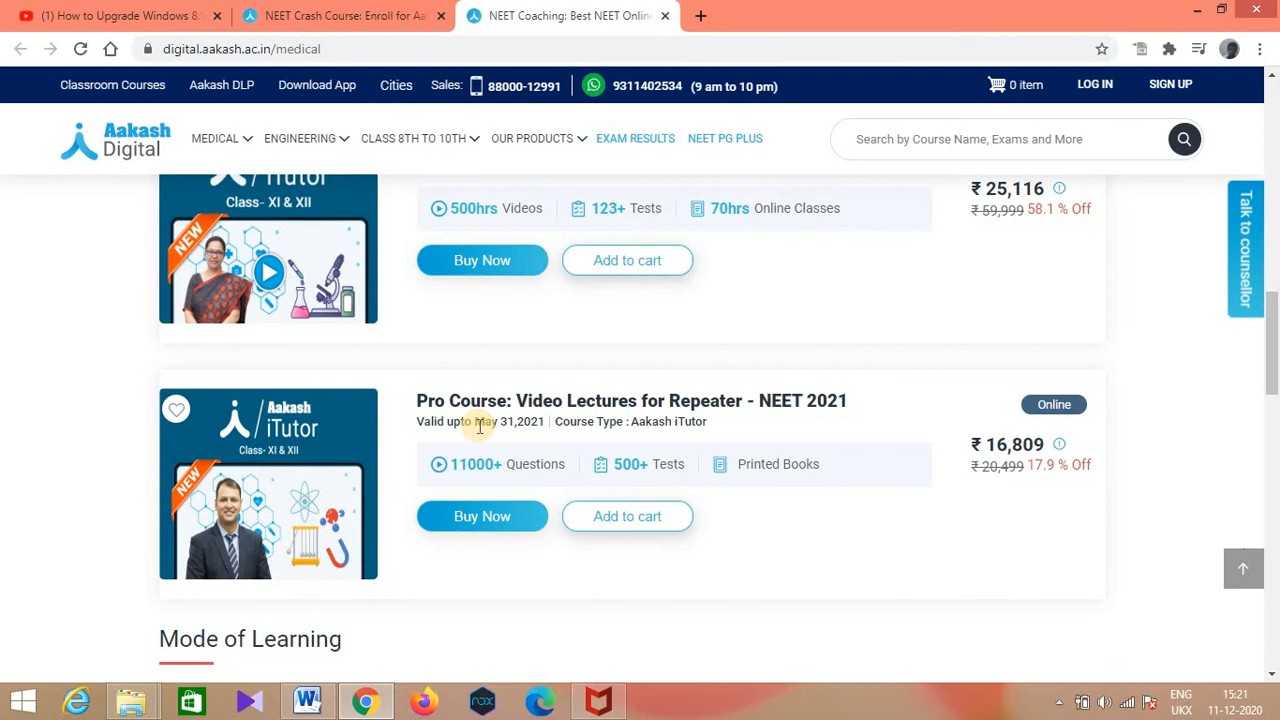 (1) How to Upgrade Windows 8.
NEET Crash Course: Enroll for Aa
NEET Coaching: Best NEET Onlin
digital.aakash.ac.in/medical
Classroom Courses Aakash DLP Download App Cities Sales: 88000-12991 9311402534 (9 am to 10 pm) 0 item LOG IN SIGN UP
Aakash Digital
MEDICAL ENGINEERING CLASS 8TH TO 10TH OUR PRODUCTS EXAM RESULTS NEET PG PLUS
Search by Course Name, Exams and More
iTutor
Class- XI & XII
NEW
500hrs Videos 123+ Tests 70hrs Online Classes
₹ 25,116
₹ 59,999 58.1 % Off
Buy Now Add to cart
Talk to counsellor
Aakash
iTutor
Class- XI & XII
NEW
Pro Course: Video Lectures for Repeater - NEET 2021
Valid upto May 31,2021 Course Type : Aakash iTutor
Online
11000+ Questions 500+ Tests Printed Books
₹ 16,809
₹ 20,499 17.9 % Off
Buy Now Add to cart
Mode of Learning
ENG
UKX
15:21
11-12-2020